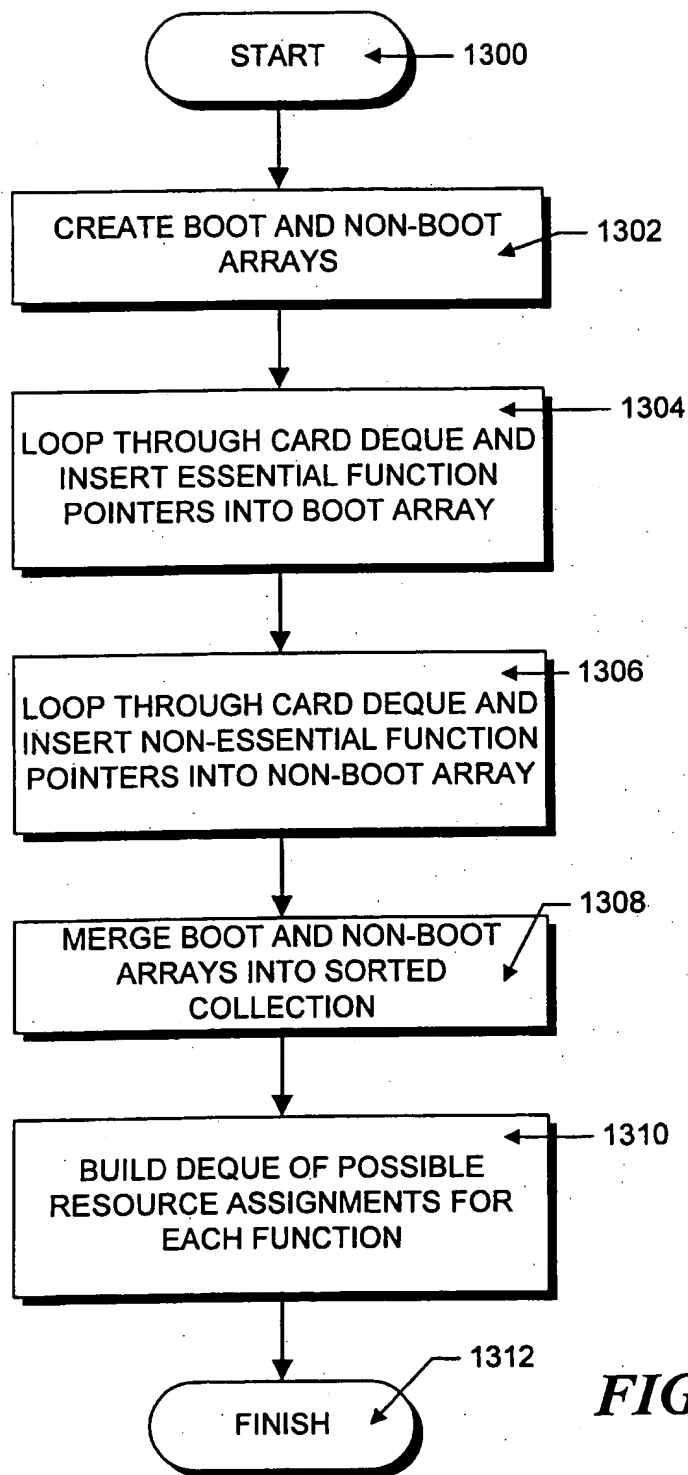 START
1300
CREATE BOOT AND NON-BOOT
ARRAYS
1302
1304
LOOP THROUGH CARD DEQUE AND
INSERT ESSENTIAL FUNCTION
POINTERS INTO BOOT ARRAY
1306
LOOP THROUGH CARD DEQUE AND
INSERT NON-ESSENTIAL FUNCTION
POINTERS INTO NON-BOOT ARRAY
1308
MERGE BOOT AND NON-BOOT
ARRAYS INTO SORTED
COLLECTION
1310
BUILD DEQUE OF POSSIBLE
RESOURCE ASSIGNMENTS FOR
EACH FUNCTION
1312
FINISH
FIG